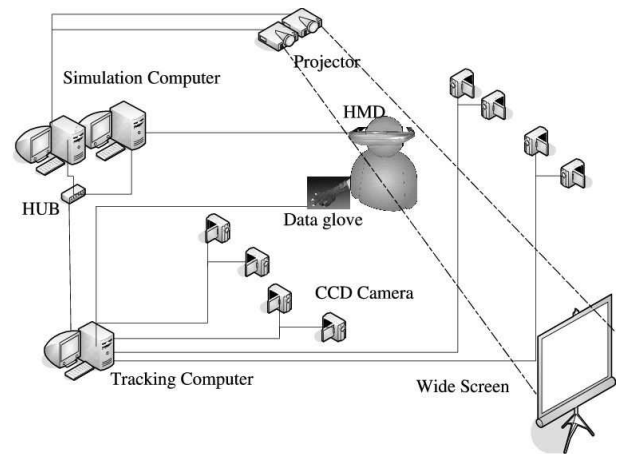 Projector
Simulation Computer
HMD
HUB
Data glove
CCD Camera
Tracking Computer
Wide Screen